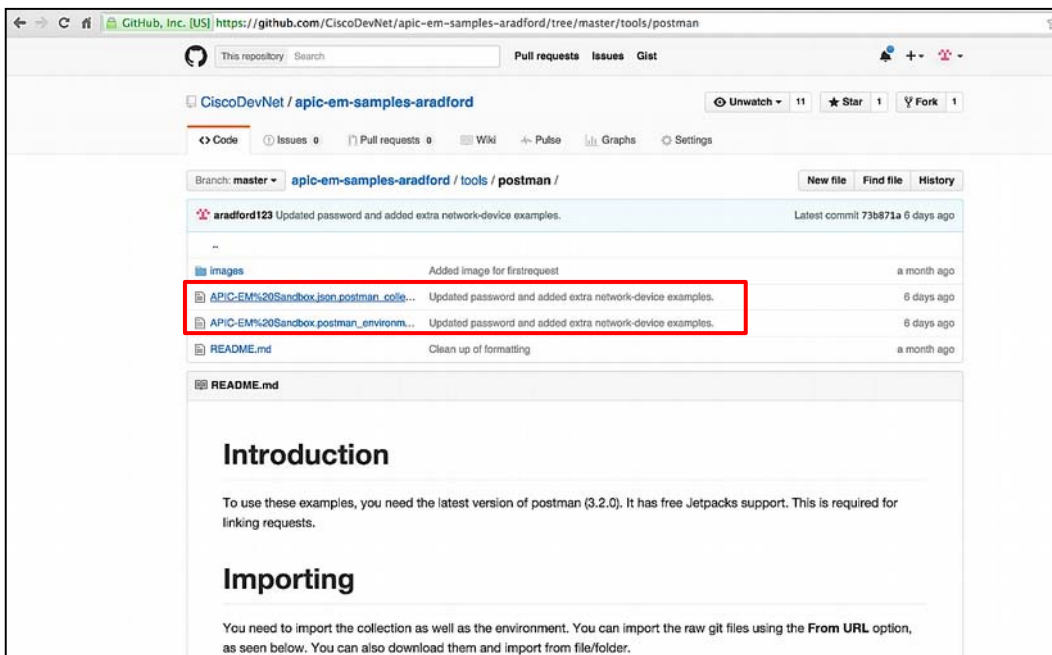 GitHub, Inc. [US] https://github.com/CiscoDevNet/apic-em-samples-aradford/tree/master/tools/postman
This repository Search Pull requests Issues Gist
CiscoDevNet / apic-em-samples-aradford Unwatch 11 Star 1 Fork 1
<> Code Issues 0 Pull requests 0 Wiki Pulse Graphs Settings
Branch: master apic-em-samples-aradford / tools / postman / New file Find file History
aradford123 Updated password and added extra network-device examples. Latest commit 73b871a 6 days ago
..
images Added image for firstrequest a month ago
APIC-EM%20Sandbox.json.postman_colle... Updated password and added extra network-device examples. 6 days ago
APIC-EM%20Sandbox.postman_environm... Updated password and added extra network-device examples. 6 days ago
README.md Clean up of formatting a month ago
README.md
Introduction
To use these examples, you need the latest version of postman (3.2.0). It has free Jetpacks support. This is required for
linking requests.
Importing
You need to import the collection as well as the environment. You can import the raw git files using the From URL option,
as seen below. You can also download them and import from file/folder.